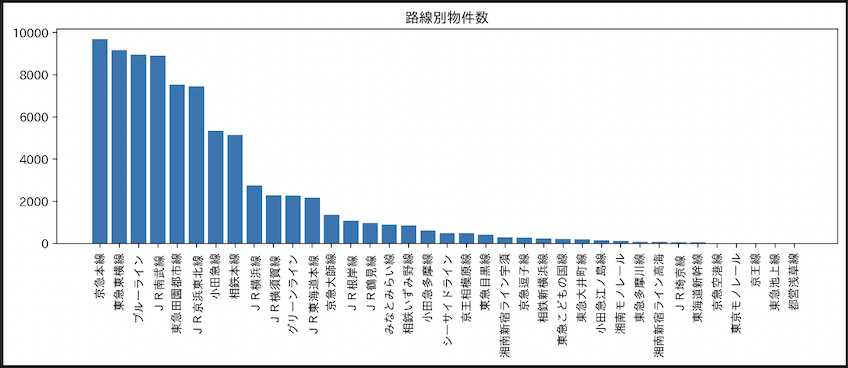 路線別物件数
10000
8000
6000
4000
2000
0
京急本線
東急東横線
ブルーライン
ＪＲ南武線
東急田園都市線
ＪＲ京浜東北線
小田急線
相鉄本線
ＪＲ横浜線
ＪＲ横須賀線
グリーンライン
ＪＲ東海道本線
京急大師線
ＪＲ根岸線
ＪＲ鶴見線
みなとみらい線
相鉄いずみ野線
小田急多摩線
シーサイドライン
京王相模原線
東急目黒線
湘南新宿ライン宇須
京急逗子線
相鉄新横浜線
東急こどもの国線
東急大井町線
小田急江ノ島線
湘南モノレール
東急多摩川線
湘南新宿ライン高海
ＪＲ埼京線
東海道新幹線
京急空港線
東京モノレール
京王線
東急池上線
都営浅草線